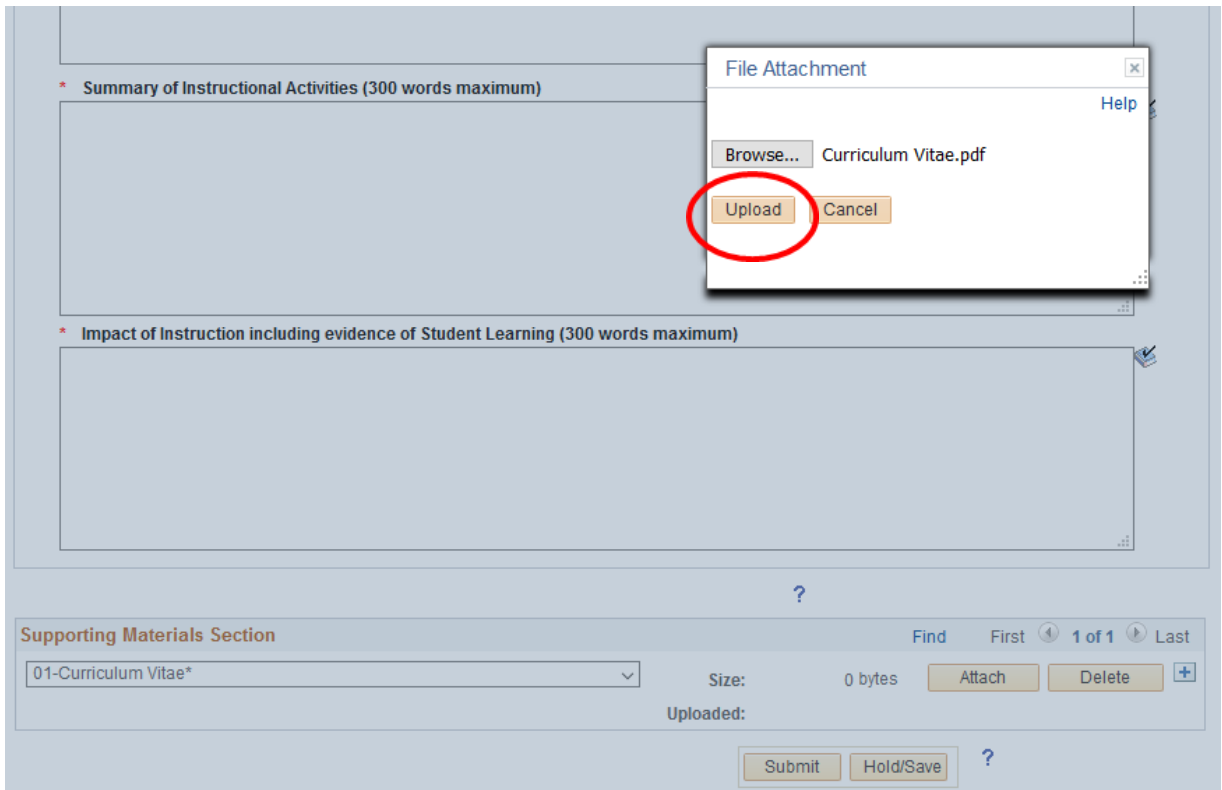 File Attachment
Help
Browse... Curriculum Vitae.pdf
Upload Cancel
* Summary of Instructional Activities (300 words maximum)
* Impact of Instruction including evidence of Student Learning (300 words maximum)
?
Supporting Materials Section Find First 1 of 1 Last
01-Curriculum Vitae* Size: 0 bytes Attach Delete
Uploaded:
Submit Hold/Save ?